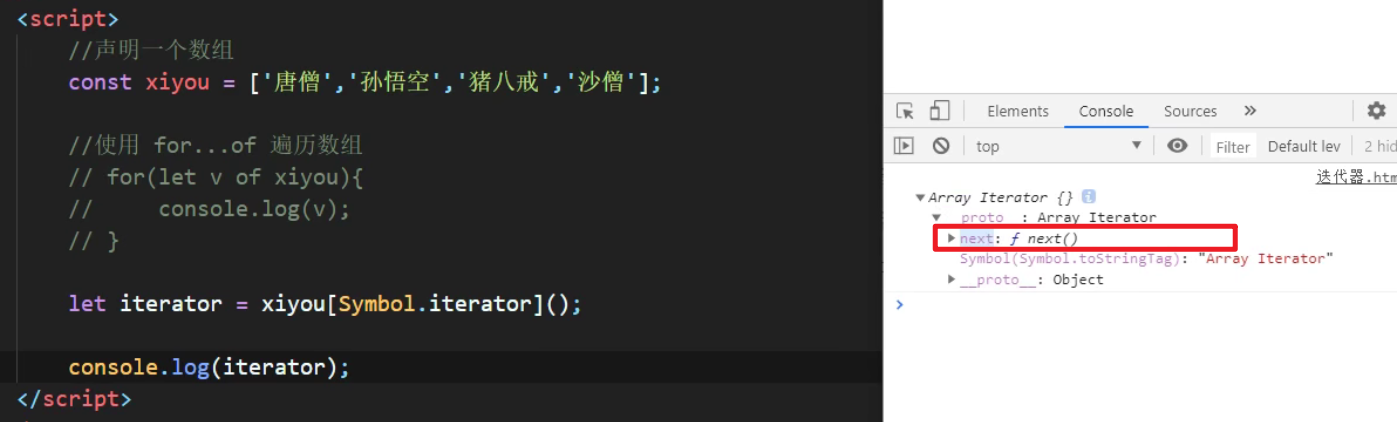 <script>
//声明一个数组
const xiyou = ['唐僧','孙悟空','猪八戒','沙僧'];
//使用 for...of 遍历数组
// for(let v of xiyou){
//     console.log(v);
// }
let iterator = xiyou[Symbol.iterator]();
console.log(iterator);
</script>
Elements Console Sources »
top Filter Default lev 2 hid
迭代器.htm
Array Iterator {}
__proto__: Array Iterator
next: ƒ next()
Symbol(Symbol.toStringTag): "Array Iterator"
__proto__: Object